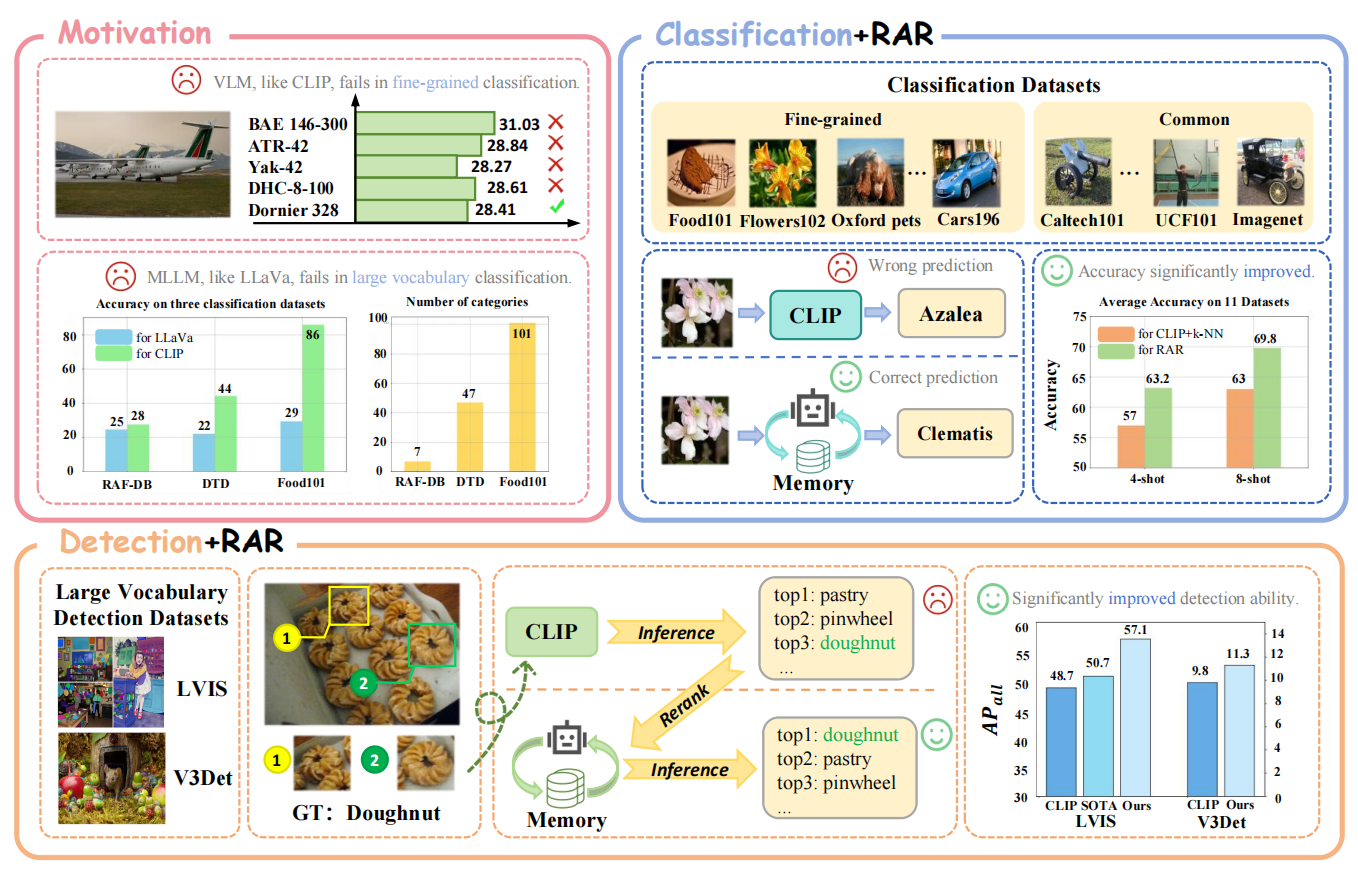 Motivation
VLM, like CLIP, fails in fine-grained classification.
BAE 146-300
31.03
ATR-42
28.84
Yak-42
28.27
DHC-8-100
28.61
Dornier 328
28.41
MLLM, like LLaVa, fails in large vocabulary classification.
Accuracy on three classification datasets
for LLaVa
for CLIP
80
60
40
20
0
25
28
22
44
29
86
RAF-DB
DTD
Food101
Number of categories
100
80
60
40
20
0
7
47
101
RAF-DB
DTD
Food101
Classification+RAR
Classification Datasets
Fine-grained
Food101
Flowers102
Oxford pets
...
Cars196
Common
Caltech101
...
UCF101
Imagenet
Wrong prediction
CLIP
Azalea
Correct prediction
Memory
Clematis
Accuracy significantly improved.
Average Accuracy on 11 Datasets
for CLIP+k-NN
for RAR
Accuracy
75
70
65
60
55
50
57
63.2
63
69.8
4-shot
8-shot
Detection+RAR
Large Vocabulary
Detection Datasets
LVIS
V3Det
1
2
1
2
GT: Doughnut
CLIP
Inference
top1: pastry
top2: pinwheel
top3: doughnut
...
Rerank
Memory
Inference
top1: doughnut
top2: pastry
top3: pinwheel
...
Significantly improved detection ability.
APall
60
55
50
45
40
35
30
48.7
50.7
57.1
9.8
11.3
14
12
10
8
6
4
2
0
CLIP SOTA Ours
LVIS
CLIP Ours
V3Det